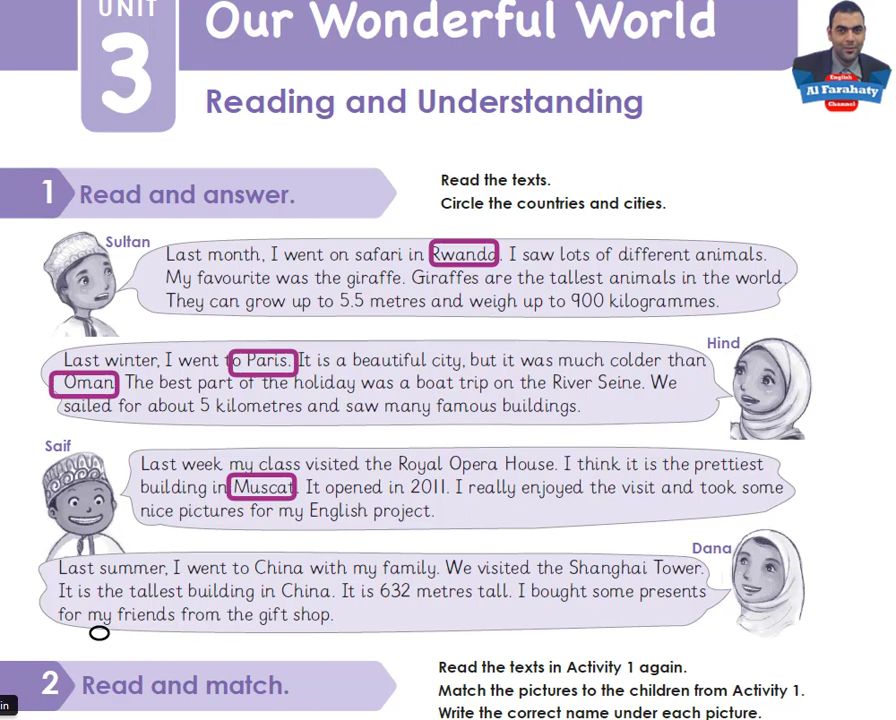 UNIT
3
Our Wonderful World
English
Al Farahaty
Channel
Reading and Understanding
1 Read and answer.
Read the texts.
Circle the countries and cities.
Sultan
Last month, I went on safari in Rwanda. I saw lots of different animals.
My favourite was the giraffe. Giraffes are the tallest animals in the world.
They can grow up to 5.5 metres and weigh up to 900 kilogrammes.
Hind
Last winter, I went to Paris. It is a beautiful city, but it was much colder than
Oman. The best part of the holiday was a boat trip on the River Seine. We
sailed for about 5 kilometres and saw many famous buildings.
Saif
Last week my class visited the Royal Opera House. I think it is the prettiest
building in Muscat. It opened in 2011. I really enjoyed the visit and took some
nice pictures for my English project.
Dana
Last summer, I went to China with my family. We visited the Shanghai Tower.
It is the tallest building in China. It is 632 metres tall. I bought some presents
for my friends from the gift shop.
2 Read and match.
Read the texts in Activity 1 again.
Match the pictures to the children from Activity 1.
Write the correct name under each picture.
in